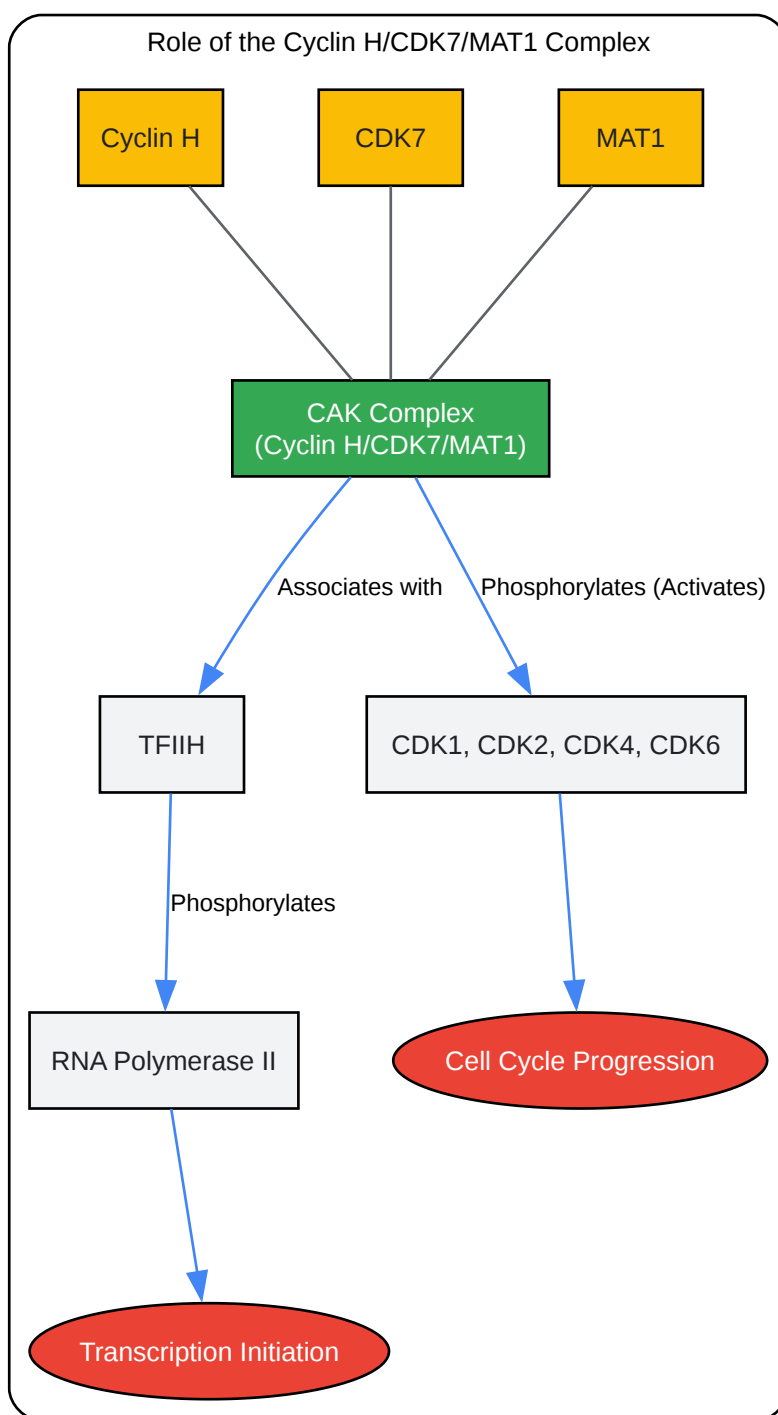 Role of the Cyclin H/CDK7/MAT1 Complex
Cyclin H
CDK7
MAT1
CAK Complex
(Cyclin H/CDK7/MAT1)
Associates with
Phosphorylates (Activates)
TFIIH
CDK1, CDK2, CDK4, CDK6
Phosphorylates
RNA Polymerase II
Cell Cycle Progression
Transcription Initiation